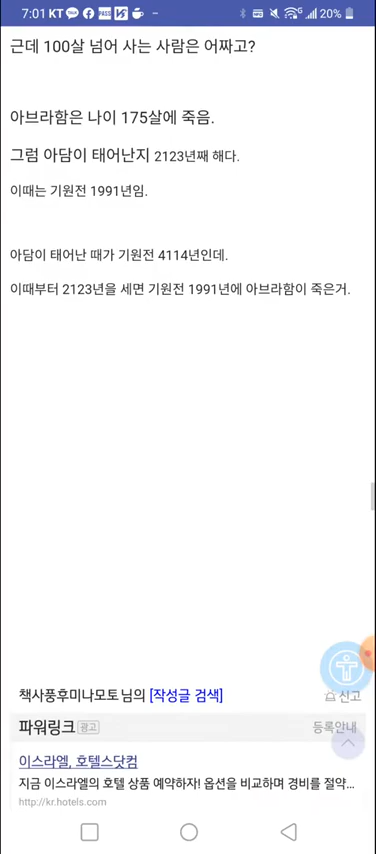 7:01 KT TALK PASS 20%
근데 100살 넘어 사는 사람은 어짜고?
아브라함은 나이 175살에 죽음.
그럼 아담이 태어난지 2123년째 해다.
이때는 기원전 1991년임.
아담이 태어난 때가 기원전 4114년인데.
이때부터 2123년을 세면 기원전 1991년에 아브라함이 죽은거.
책사풍후미나모토님의 [작성글 검색] 신고
파워링크 광고 등록안내
이스라엘, 호텔스닷컴
지금 이스라엘의 호텔 상품 예약하자! 옵션을 비교하며 경비를 절약...
http://kr.hotels.com